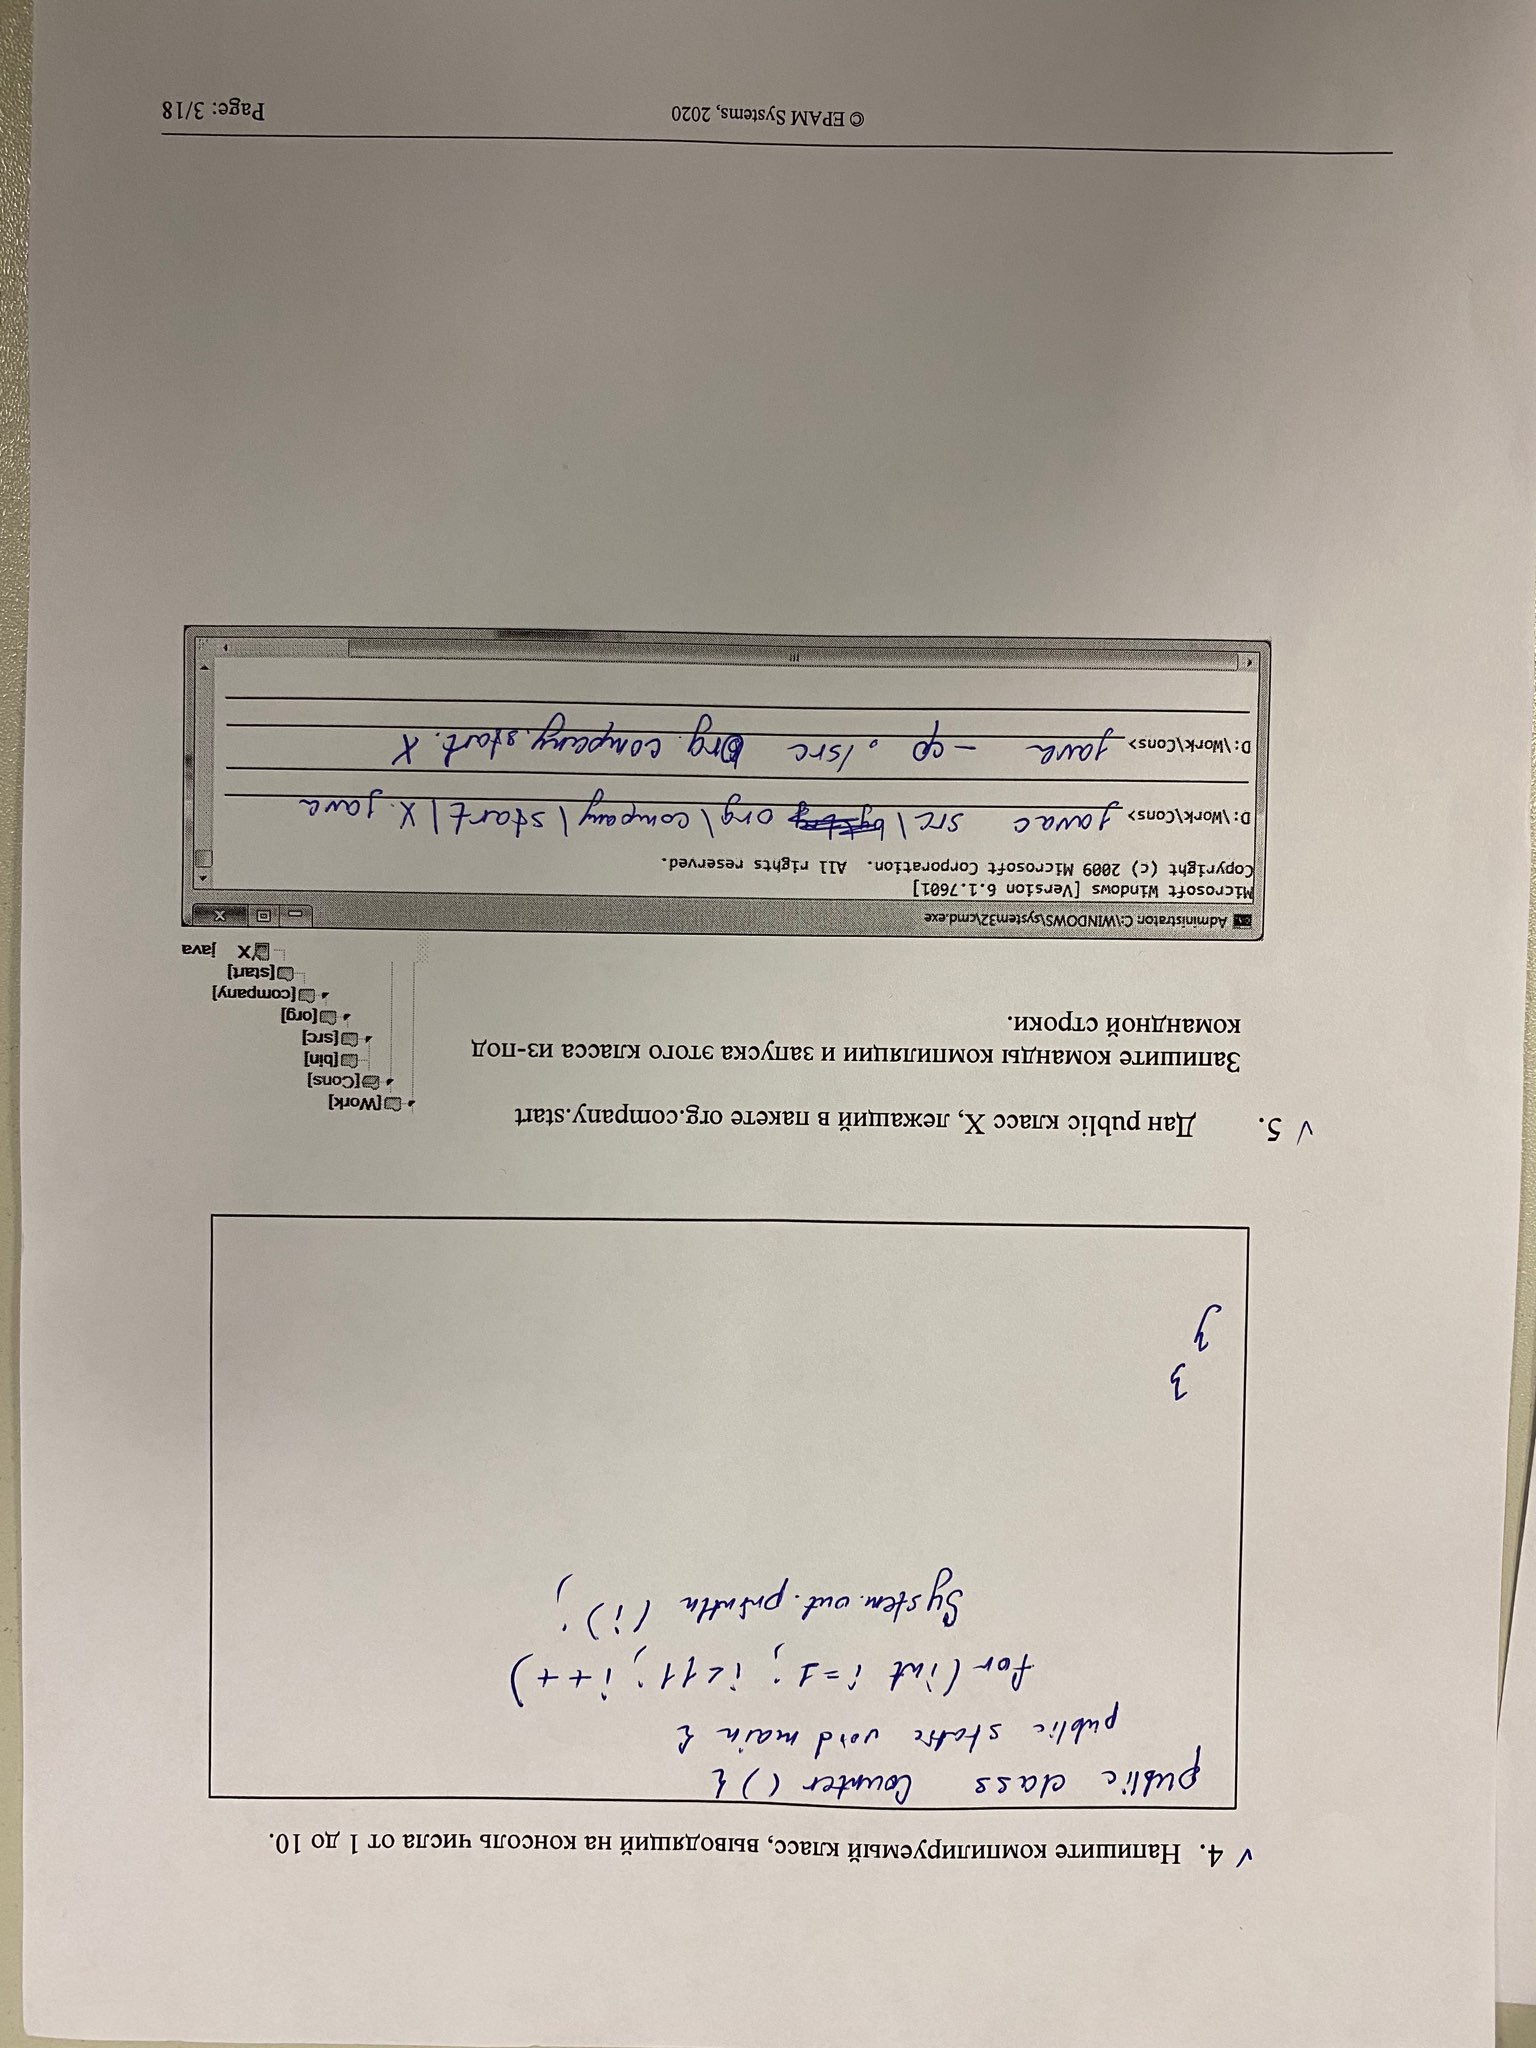 ✓ 4. Напишите компилируемый класс, выводящий на консоль числа от 1 до 10.
public class Counter () {
public static void main {
for (int i = 1; i < 11; i++)
System.out.println (i);
}
}
✓ 5. Дан public класс X, лежащий в пакете org.company.start
Запишите команды компиляции и запуска этого класса из-под
командной строки.
[Work]
[Cons]
[bin]
[src]
[org]
[company]
[start]
X java
Administrator: C:\WINDOWS\system32\cmd.exe
Microsoft Windows [Version 6.1.7601]
Copyright (c) 2009 Microsoft Corporation. All rights reserved.
D:\Work\Cons> javac src\ org\company\start\X.java
D:\Work\Cons> java -cp ./src org.company.start.X
© EPAM Systems, 2020
Page: 3/18